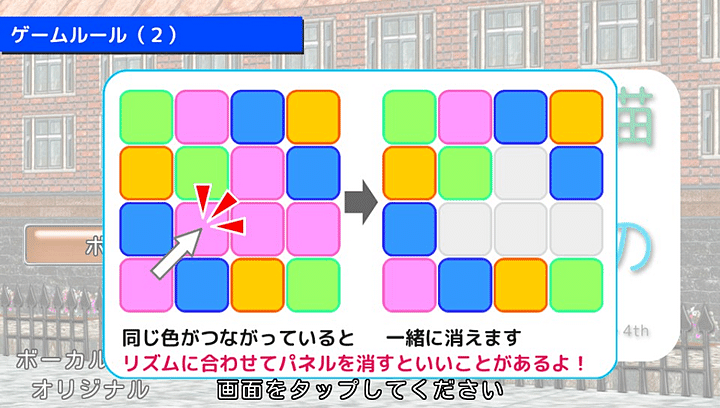 ゲームルール（２）
猫
の
ボ
4th
同じ色がつながっていると　一緒に消えます
リズムに合わせてパネルを消すといいことがあるよ！
ボーカル
オリジナル
画面をタップしてください